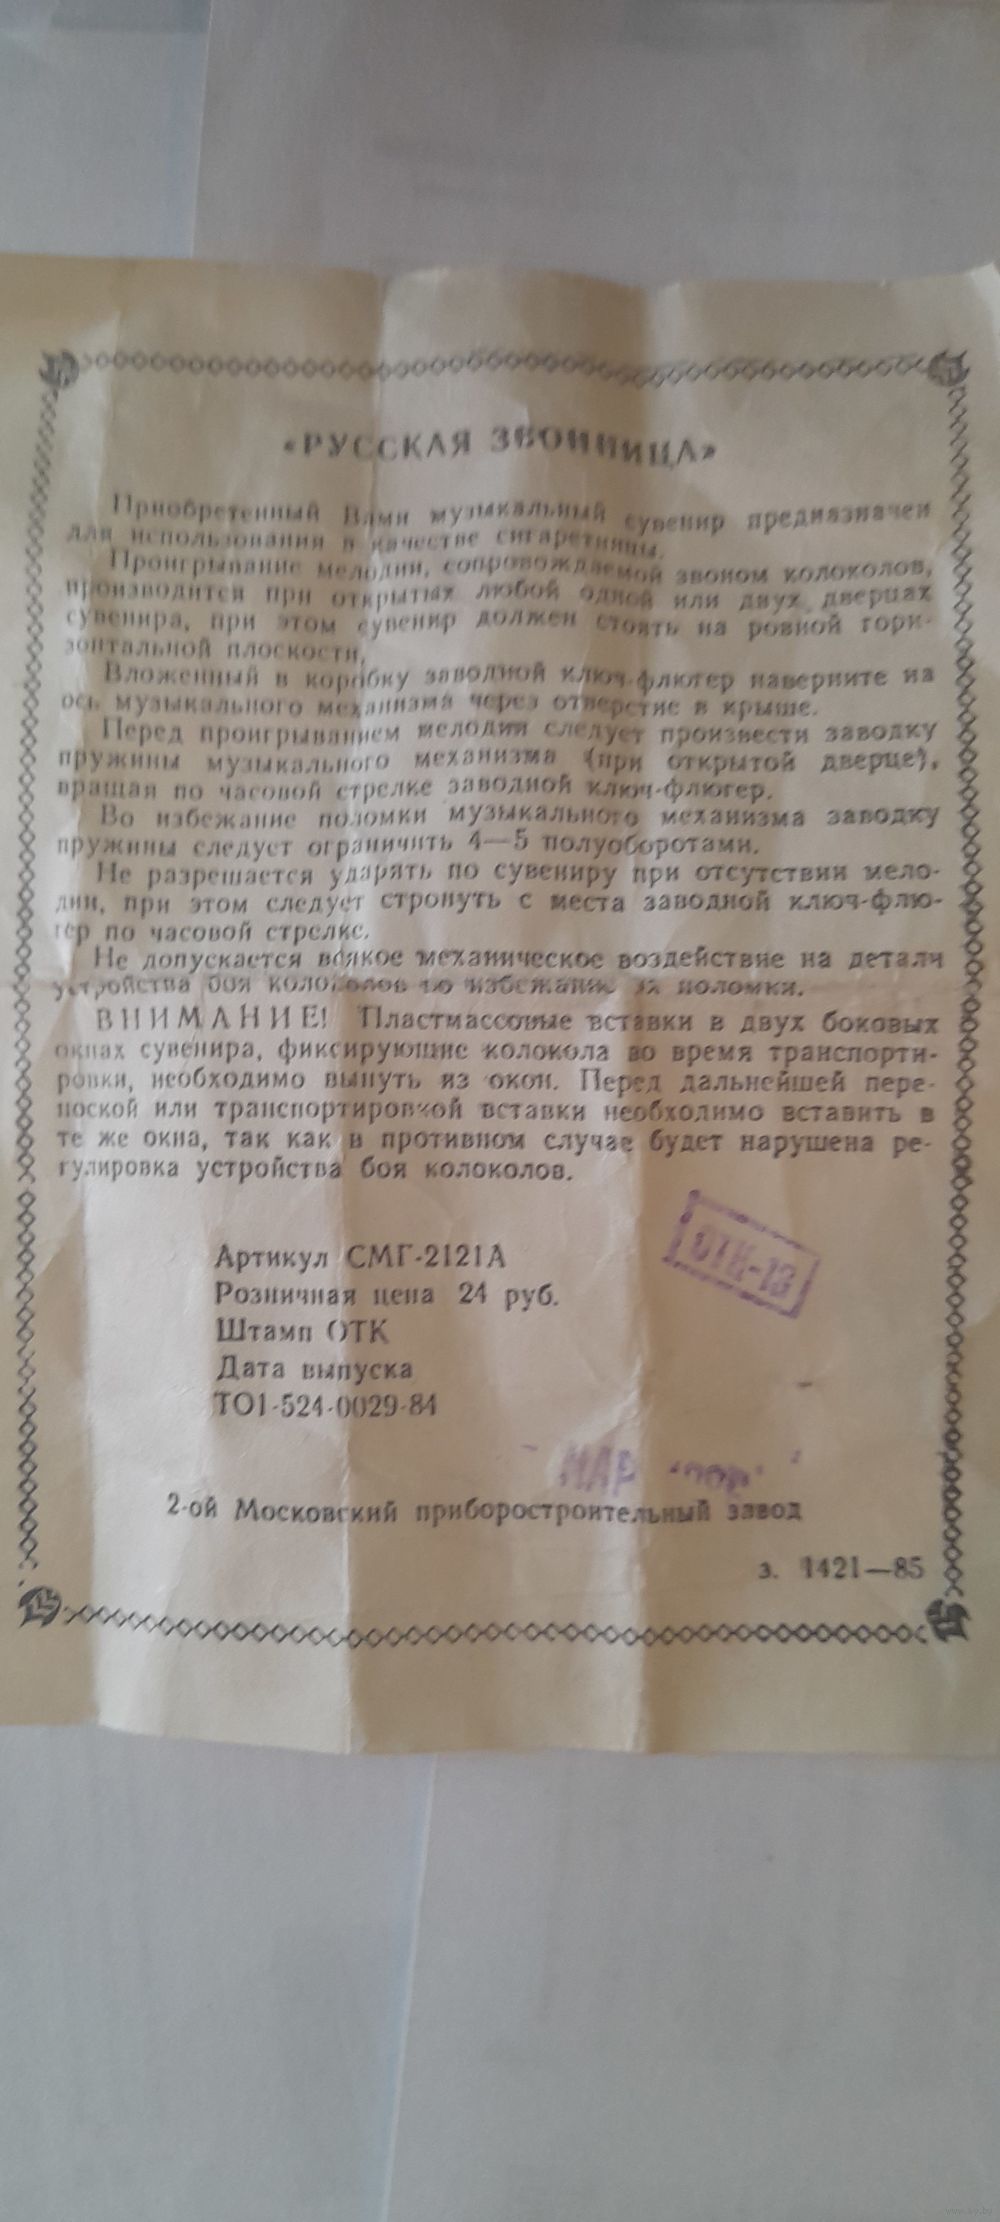 «РУССКАЯ ЗВОННИЦА»
Приобретенный Вами музыкальный сувенир предназначен
для использования в качестве сигаретницы.
Проигрывание мелодии, сопровождаемой звоном колоколов,
производится при открытых любой одной или двух дверцах
сувенира, при этом сувенир должен стоять на ровной гори-
зонтальной плоскости.
Вложенный в коробку заводной ключ-флюгер наверните на
ось музыкального механизма через отверстие в крыше.
Перед проигрыванием мелодии следует произвести заводку
пружины музыкального механизма (при открытой дверце),
вращая по часовой стрелке заводной ключ-флюгер.
Во избежание поломки музыкального механизма заводку
пружины следует ограничить 4—5 полуоборотами.
Не разрешается ударять по сувениру при отсутствии мело-
дии, при этом следует стронуть с места заводной ключ-флю-
гер по часовой стрелке.
Не допускается всякое механическое воздействие на детали
устройства боя колоколов во избежание их поломки.
ВНИМАНИЕ! Пластмассовые вставки в двух боковых
окнах сувенира, фиксирующие колокола во время транспорти-
ровки, необходимо вынуть из окон. Перед дальнейшей пере-
ноской или транспортировкой вставки необходимо вставить в
те же окна, так как в противном случае будет нарушена ре-
гулировка устройства боя колоколов.
ОТК-13
Артикул СМГ-2121А
Розничная цена 24 руб.
Штамп ОТК
Дата выпуска
ТО1-524-0029-84
МАР
2-ой Московский приборостроительный завод
з. 1421—85